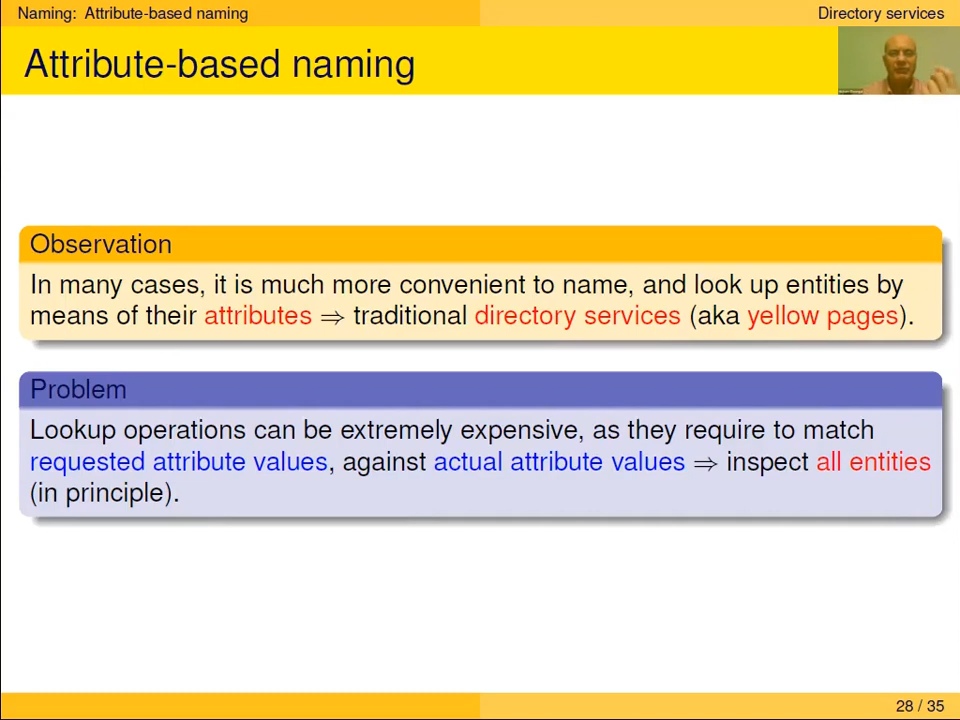 Naming: Attribute-based naming
Directory services
Attribute-based naming
Observation
In many cases, it is much more convenient to name, and look up entities by
means of their attributes ⇒ traditional directory services (aka yellow pages).
Problem
Lookup operations can be extremely expensive, as they require to match
requested attribute values, against actual attribute values ⇒ inspect all entities
(in principle).
28 / 35